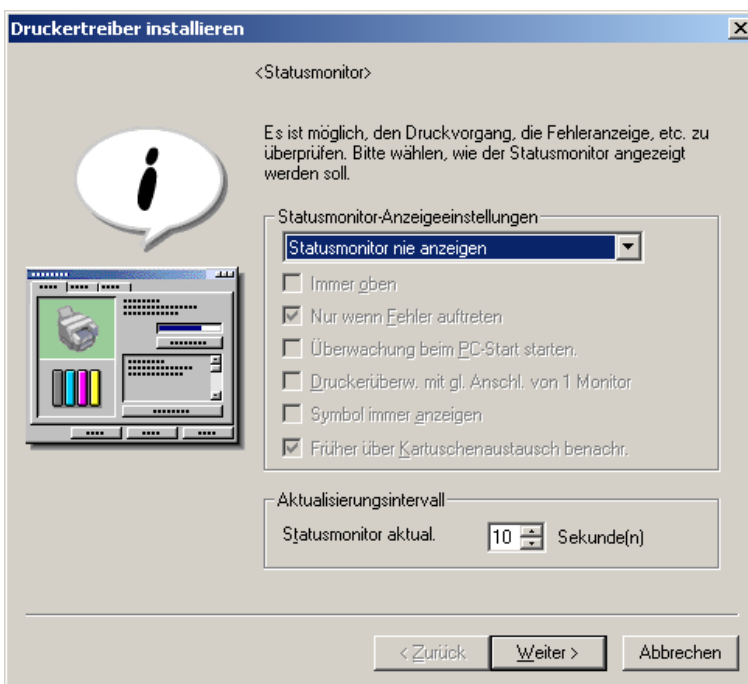 Druckertreiber installieren
<Statusmonitor>
Es ist möglich, den Druckvorgang, die Fehleranzeige, etc. zu
überprüfen. Bitte wählen, wie der Statusmonitor angezeigt
werden soll.
Statusmonitor-Anzeigeeinstellungen
Statusmonitor nie anzeigen
Immer oben
Nur wenn Fehler auftreten
Überwachung beim PC-Start starten.
Druckerüberw. mit gl. Anschl. von 1 Monitor
Symbol immer anzeigen
Früher über Kartuschenaustausch benachr.
Aktualisierungsintervall
Statusmonitor aktual. 10 Sekunde(n)
< Zurück Weiter > Abbrechen